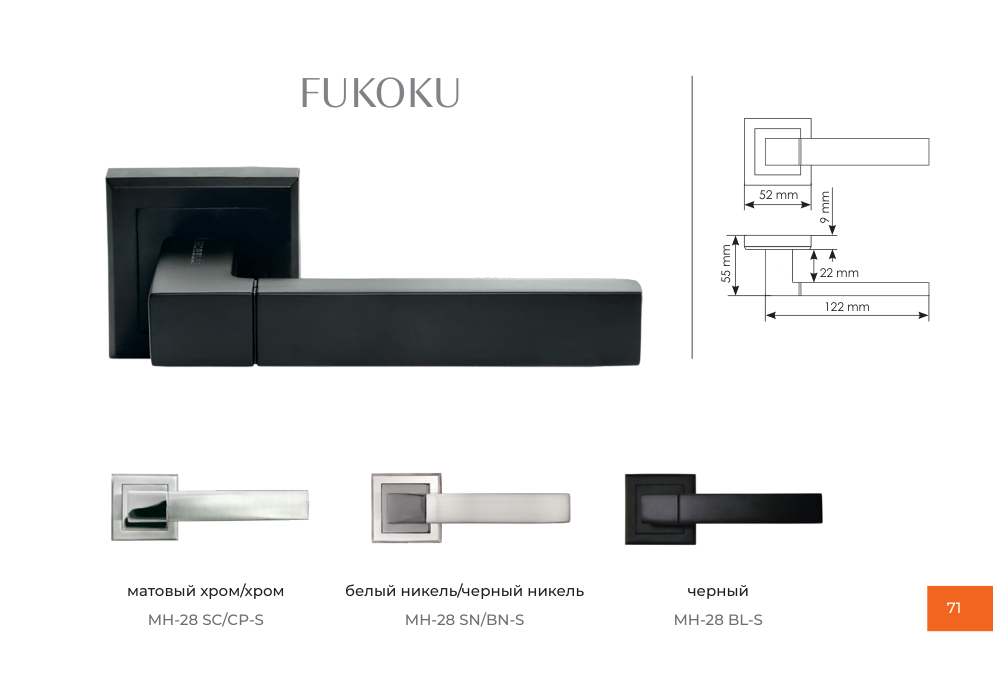 FUKOKU
52 mm
9 mm
55 mm
22 mm
122 mm
матовый хром/хром
MH-28 SC/CP-S
белый никель/черный никель
MH-28 SN/BN-S
черный
MH-28 BL-S
71